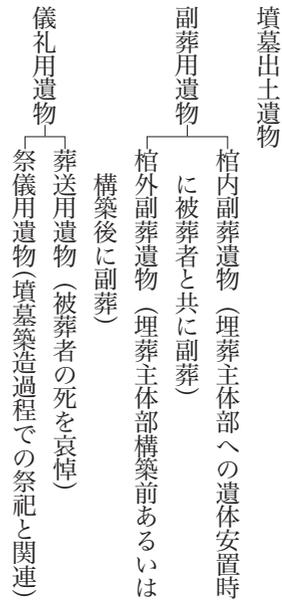 墳墓出土遺物
副葬用遺物
棺内副葬遺物（埋葬主体部への遺体安置時
に被葬者と共に副葬）
棺外副葬遺物（埋葬主体部構築前あるいは
構築後に副葬）
儀礼用遺物
葬送用遺物（被葬者の死を哀悼）
祭儀用遺物（墳墓築造過程での祭祀と関連）